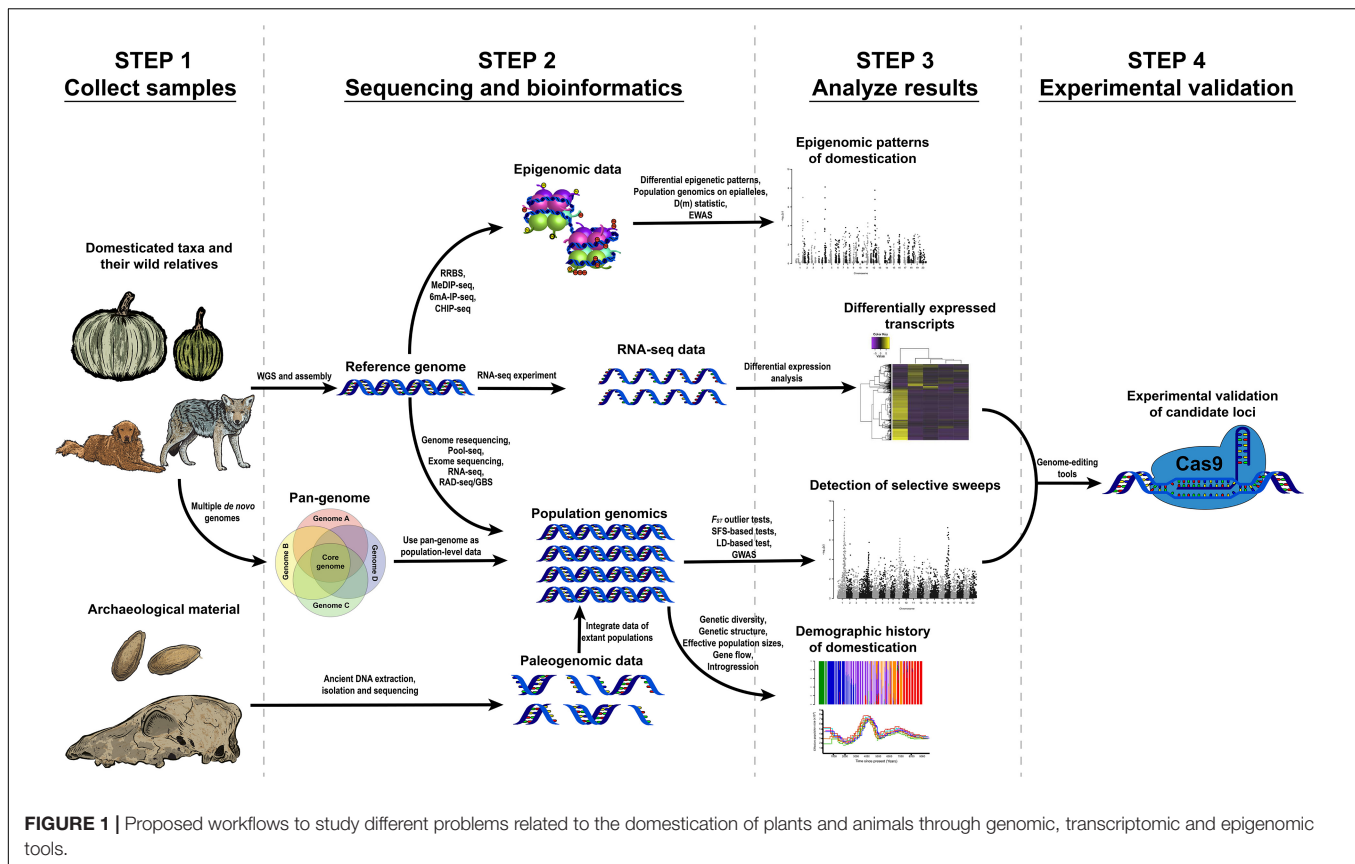 STEP 1
Collect samples
STEP 2
Sequencing and bioinformatics
STEP 3
Analyze results
STEP 4
Experimental validation
Domesticated taxa and
their wild relatives
WGS and assembly
Multiple de novo
genomes
Archaeological material
Ancient DNA extraction,
isolation and sequencing
Epigenomic data
RRBS,
MeDIP-seq,
6mA-IP-seq,
CHIP-seq
Reference genome
RNA-seq experiment
RNA-seq data
Genome resequencing,
Pool-seq,
Exome sequencing,
RNA-seq,
RAD-seq/GBS
Pan-genome
Genome A
Genome B
Core
genome
Genome D
Genome C
Use pan-genome as
population-level data
Population genomics
Integrate data of
extant populations
Paleogenomic data
Differential epigenetic patterns,
Population genomics on epialleles,
D(m) statistic,
EWAS
Differential expression
analysis
FST outlier tests,
SFS-based tests,
LD-based test,
GWAS
Genetic diversity,
Genetic structure,
Effective population sizes,
Gene flow,
Introgression
Epigenomic patterns
of domestication
Chromosome
Differentially expressed
transcripts
Value
Detection of selective sweeps
Chromosome
Demographic history
of domestication
Time since present (Years)
Genome-editing
tools
Experimental validation
of candidate loci
Cas9
FIGURE 1 | Proposed workflows to study different problems related to the domestication of plants and animals through genomic, transcriptomic and epigenomic
tools.